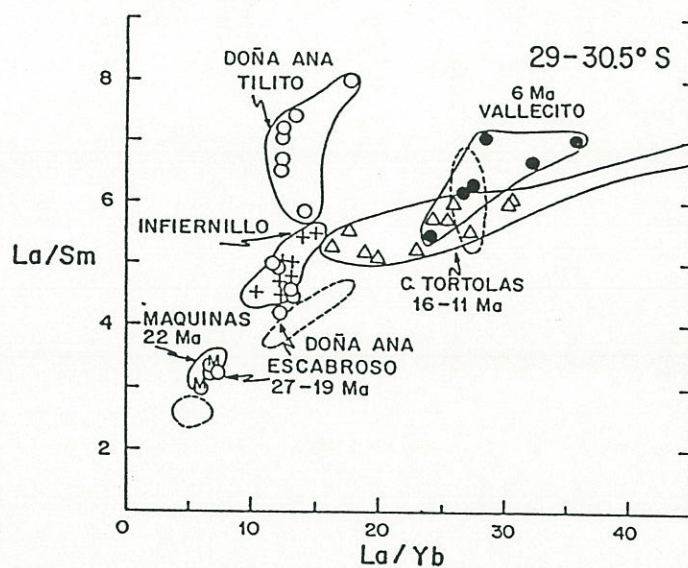 29-30.5° S
DOÑA ANA
TILITO
6 Ma
VALLECITO
INFIERNILLO
La/Sm
C. TORTOLAS
16-11 Ma
MAQUINAS
22 Ma
DOÑA ANA
ESCABROSO
27-19 Ma
M
M
8
6
4
2
0
10
20
30
40
La/Yb